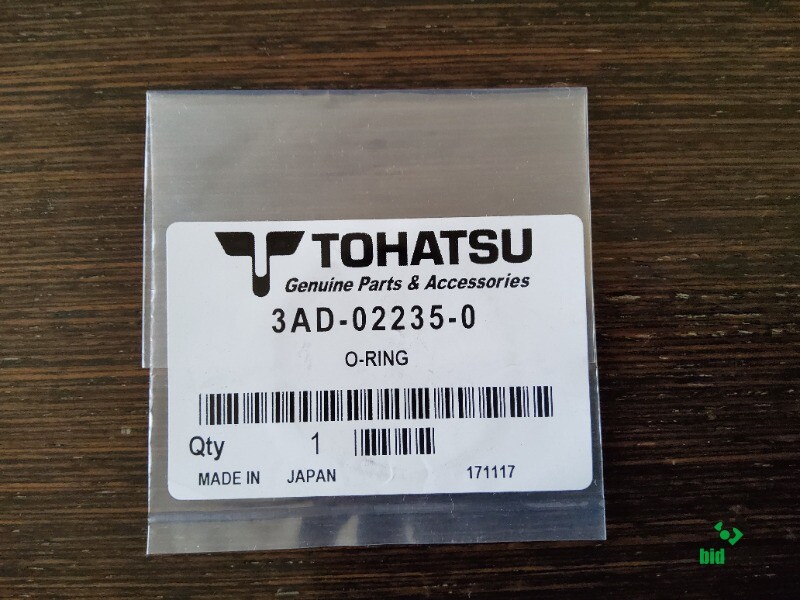 TOHATSU
Genuine Parts & Accessories
3AD-02235-0
O-RING
Qty 1
MADE IN JAPAN 171117
bid